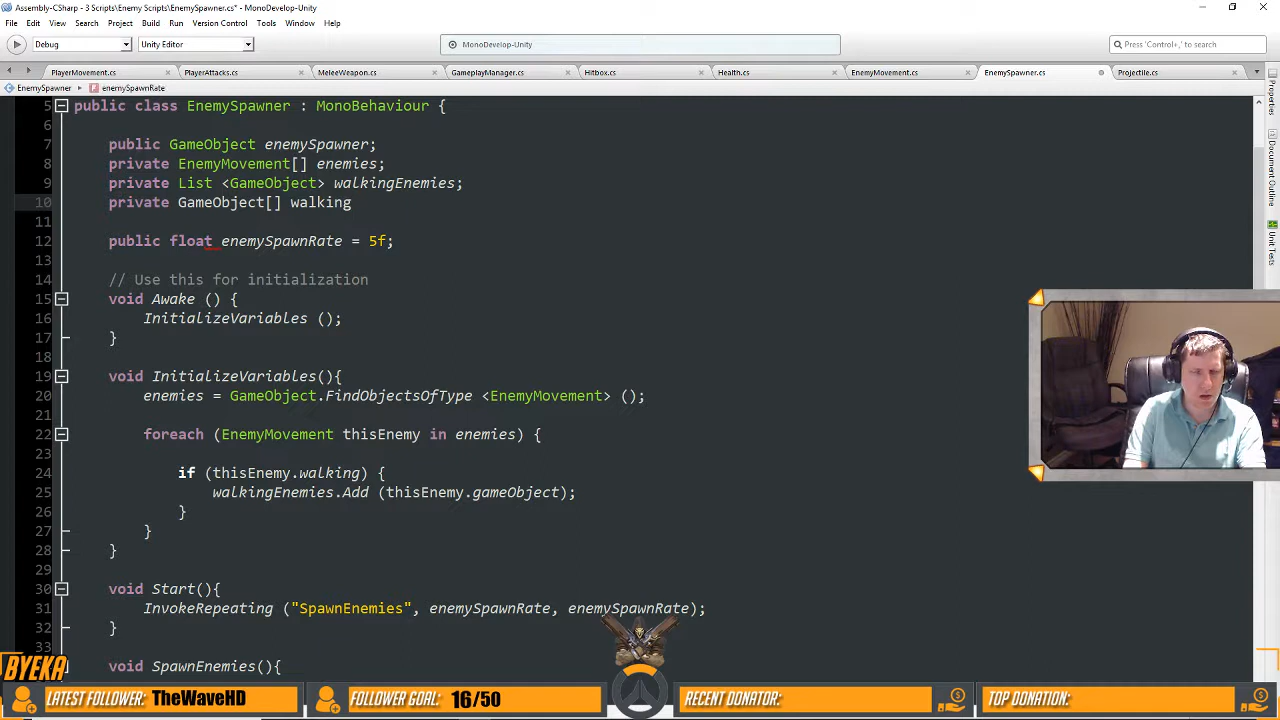 Assembly-CSharp - 3 Scripts\Enemy Scripts\EnemySpawner.cs* - MonoDevelop-Unity
File Edit View Search Project Build Run Version Control Tools Window Help
Debug Unity Editor MonoDevelop-Unity Press 'Control+,' to search
PlayerMovement.cs PlayerAttacks.cs MeleeWeapon.cs GameplayManager.cs Hitbox.cs Health.cs EnemyMovement.cs EnemySpawner.cs Projectile.cs
EnemySpawner enemySpawnRate
5 public class EnemySpawner : MonoBehaviour {
6
7 public GameObject enemySpawner;
8 private EnemyMovement[] enemies;
9 private List <GameObject> walkingEnemies;
10 private GameObject[] walking
11
12 public float enemySpawnRate = 5f;
13
14 // Use this for initialization
15 void Awake () {
16 InitializeVariables ();
17 }
18
19 void InitializeVariables(){
20 enemies = GameObject.FindObjectsOfType <EnemyMovement> ();
21
22 foreach (EnemyMovement thisEnemy in enemies) {
23
24 if (thisEnemy.walking) {
25 walkingEnemies.Add (thisEnemy.gameObject);
26 }
27 }
28 }
29
30 void Start(){
31 InvokeRepeating ("SpawnEnemies", enemySpawnRate, enemySpawnRate);
32 }
33
void SpawnEnemies(){
Properties
Document Outline
Unit Tests
BYEKA
LATEST FOLLOWER: TheWaveHD FOLLOWER GOAL: 16/50 RECENT DONATOR: TOP DONATION: